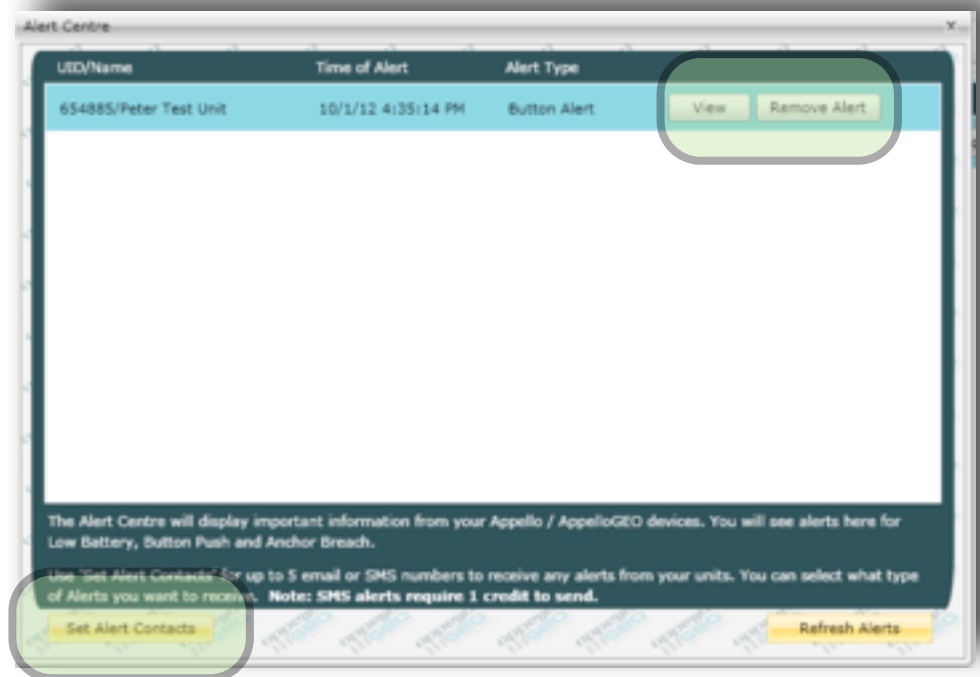 Alert Centre x
UID/Name Time of Alert Alert Type
654885/Peter Test Unit 10/1/12 4:35:14 PM Button Alert View Remove Alert
The Alert Centre will display important information from your Appello / AppelloGEO devices. You will see alerts here for
Low Battery, Button Push and Anchor Breach.
Use 'Set Alert Contacts' for up to 5 email or SMS numbers to receive any alerts from your units. You can select what type
of Alerts you want to receive. Note: SMS alerts require 1 credit to send.
Set Alert Contacts Refresh Alerts